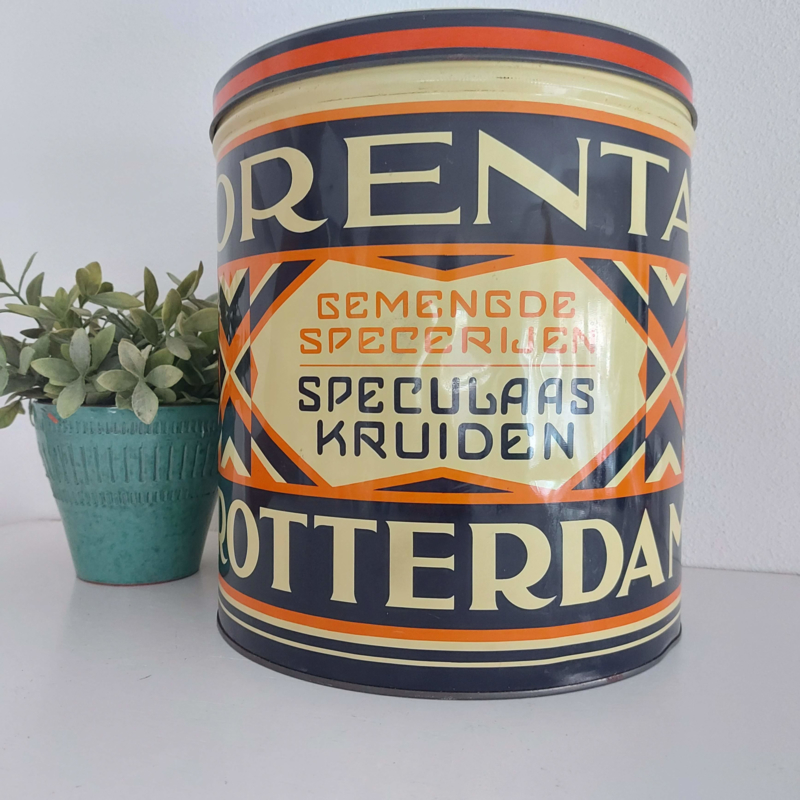 ORENTA
GEMENGDE
SPECERIJEN
SPECULAAS
KRUIDEN
ROTTERDAM